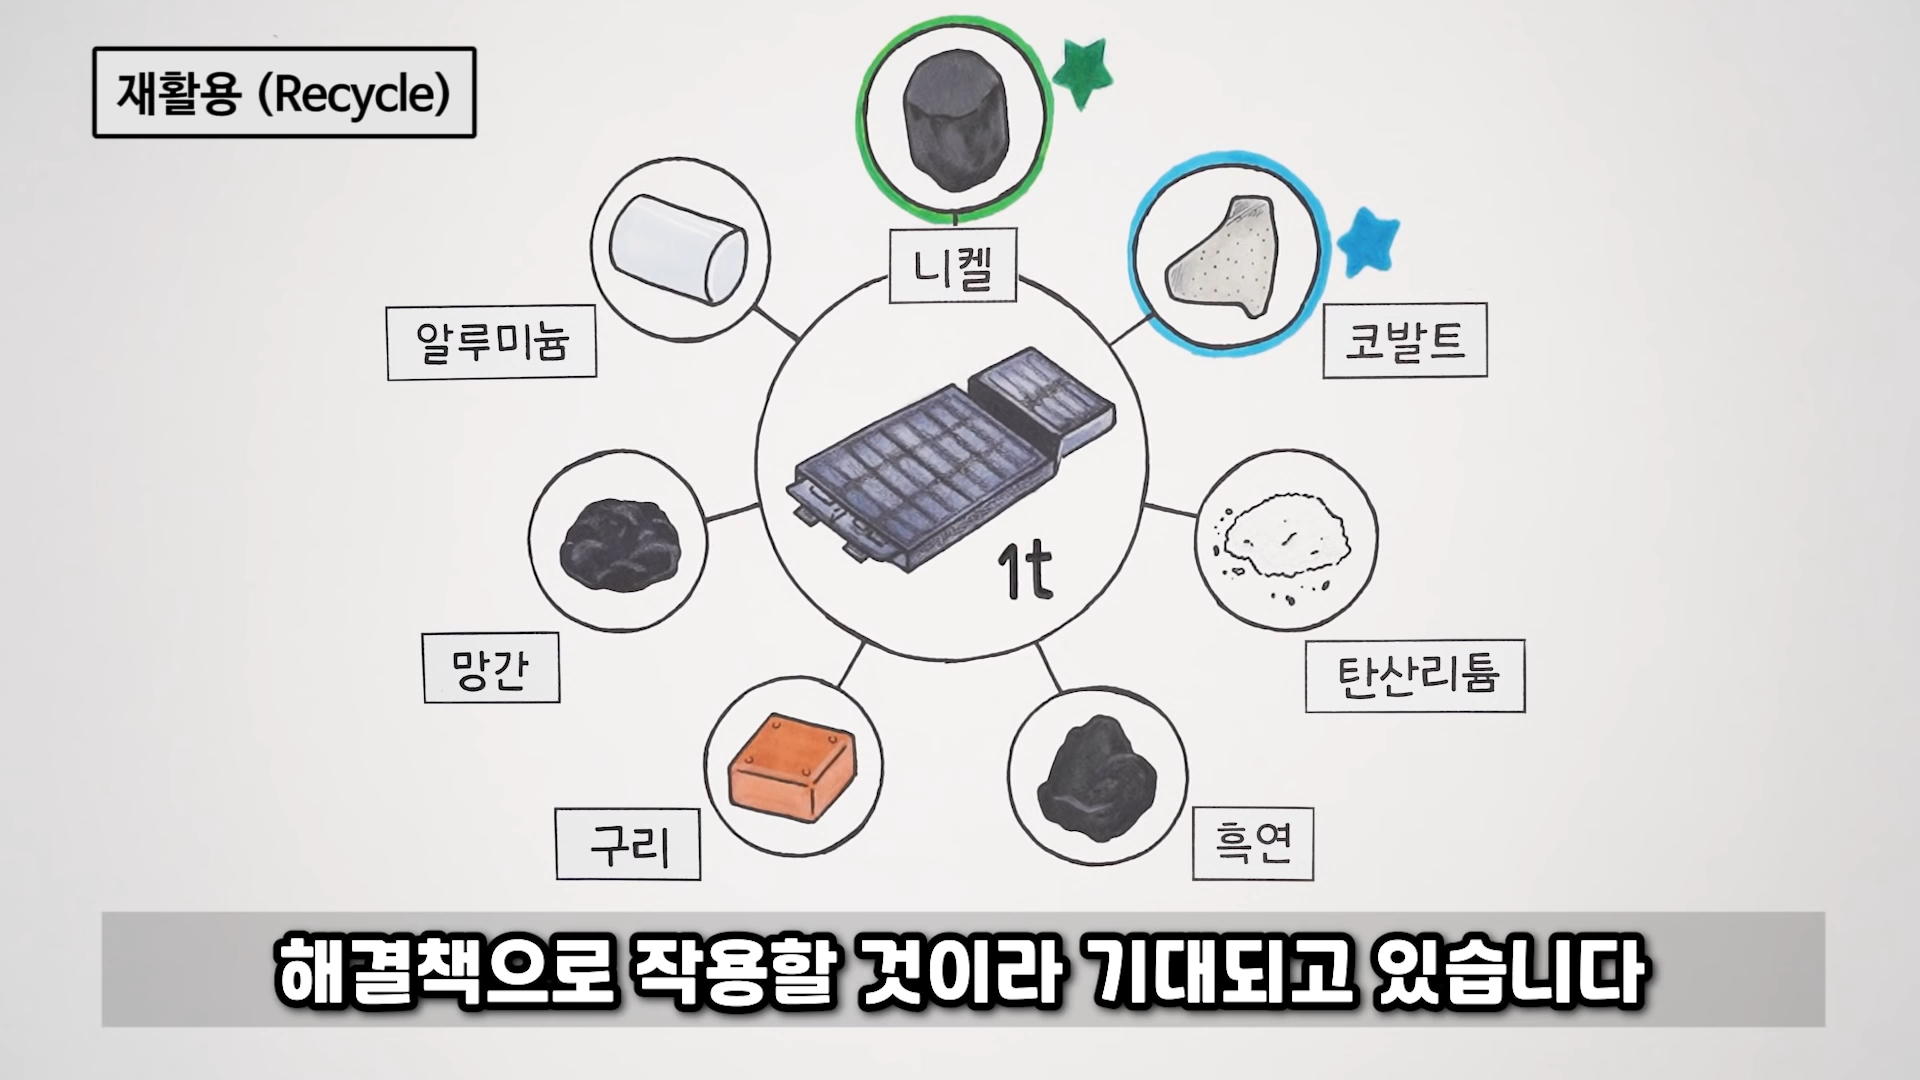 재활용 (Recycle)
니켈
알루미늄
코발트
1t
망간
탄산리튬
구리
흑연
해결책으로 작용할 것이라 기대되고 있습니다